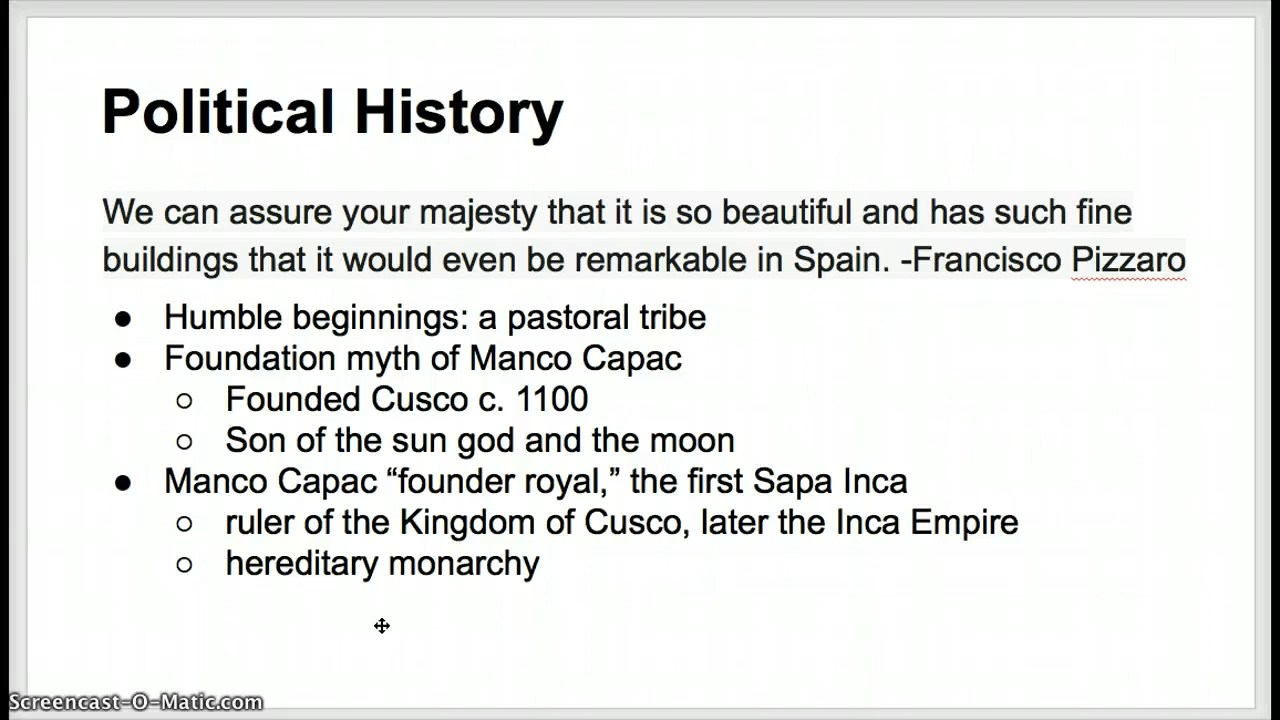 Political History
We can assure your majesty that it is so beautiful and has such fine
buildings that it would even be remarkable in Spain. -Francisco Pizzaro
● Humble beginnings: a pastoral tribe
● Foundation myth of Manco Capac
○ Founded Cusco c. 1100
○ Son of the sun god and the moon
● Manco Capac “founder royal,” the first Sapa Inca
○ ruler of the Kingdom of Cusco, later the Inca Empire
○ hereditary monarchy
Screencast-O-Matic.com